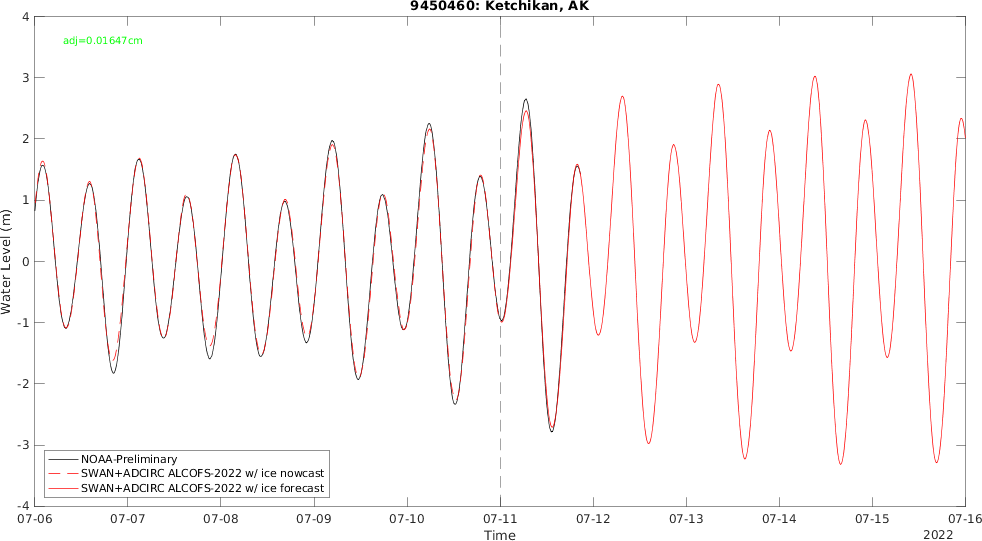 9450460: Ketchikan, AK
adj=0.01647cm
4
3
2
1
0
-1
-2
-3
-4
Water Level (m)
NOAA-Preliminary
SWAN+ADCIRC ALCOFS-2022 w/ ice nowcast
SWAN+ADCIRC ALCOFS-2022 w/ ice forecast
07-06 07-07 07-08 07-09 07-10 07-11 07-12 07-13 07-14 07-15 07-16
Time
2022